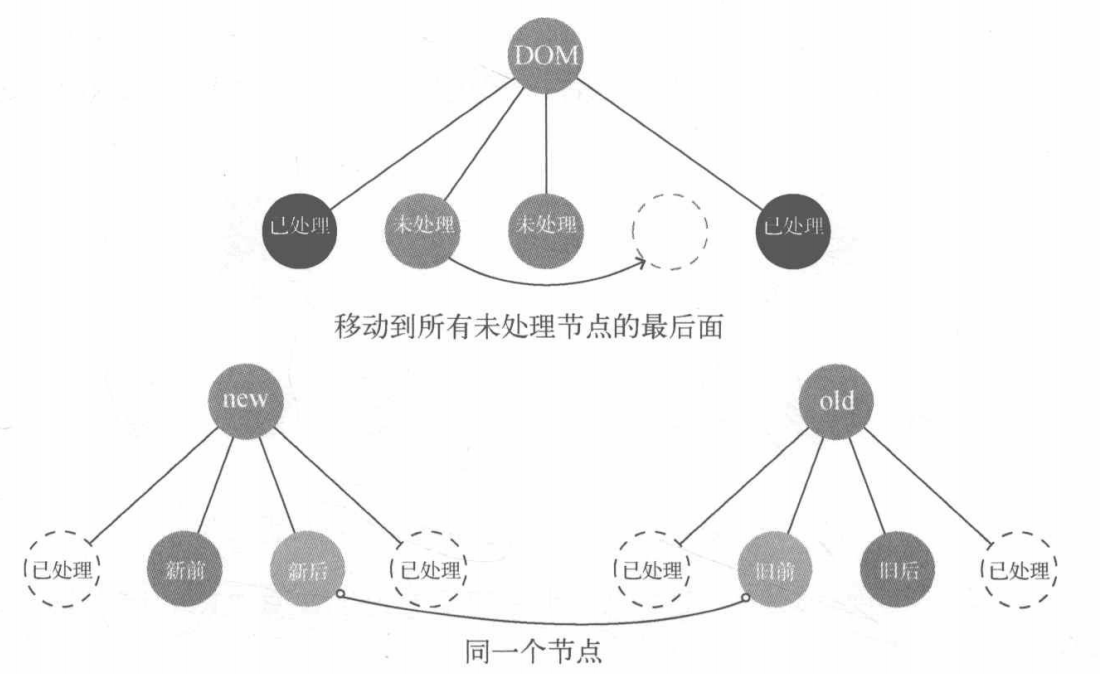 DOM
已处理
未处理
未处理
已处理
移动到所有未处理节点的最后面
new
old
已处理
新前
新后
已处理
已处理
旧前
旧后
已处理
同一个节点